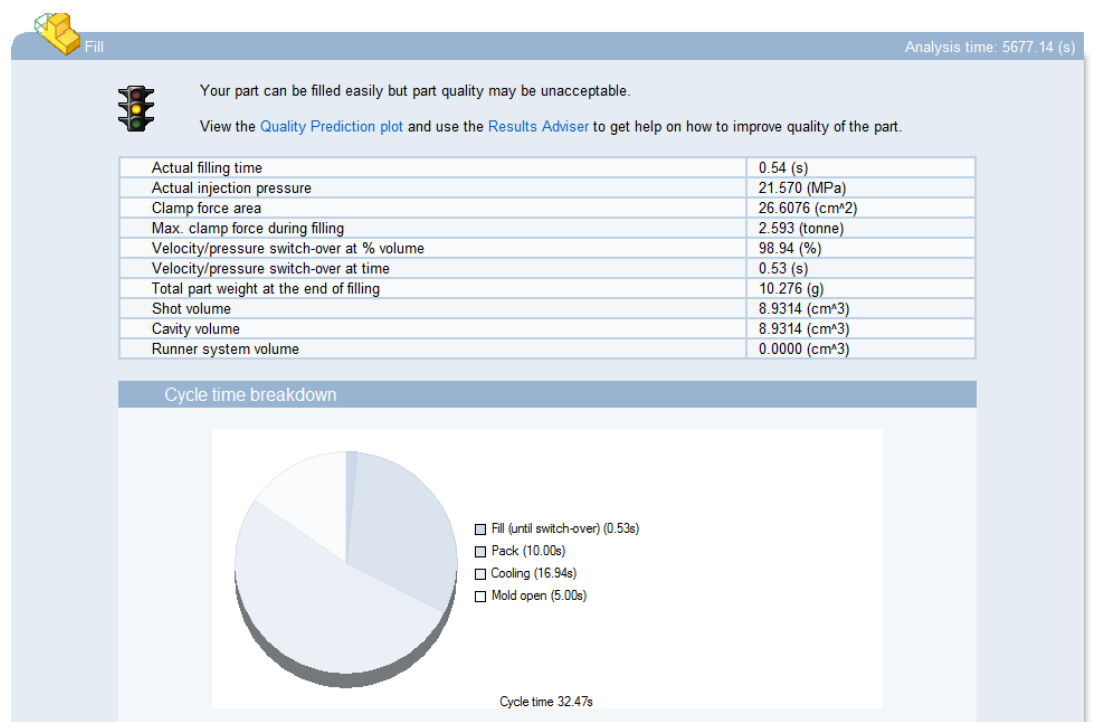 Fill Analysis time: 5677.14 (s)
Your part can be filled easily but part quality may be unacceptable.
View the Quality Prediction plot and use the Results Adviser to get help on how to improve quality of the part.
Actual filling time 0.54 (s)
Actual injection pressure 21.570 (MPa)
Clamp force area 26.6076 (cm^2)
Max. clamp force during filling 2.593 (tonne)
Velocity/pressure switch-over at % volume 98.94 (%)
Velocity/pressure switch-over at time 0.53 (s)
Total part weight at the end of filling 10.276 (g)
Shot volume 8.9314 (cm^3)
Cavity volume 8.9314 (cm^3)
Runner system volume 0.0000 (cm^3)
Cycle time breakdown
Fill (until switch-over) (0.53s)
Pack (10.00s)
Cooling (16.94s)
Mold open (5.00s)
Cycle time 32.47s